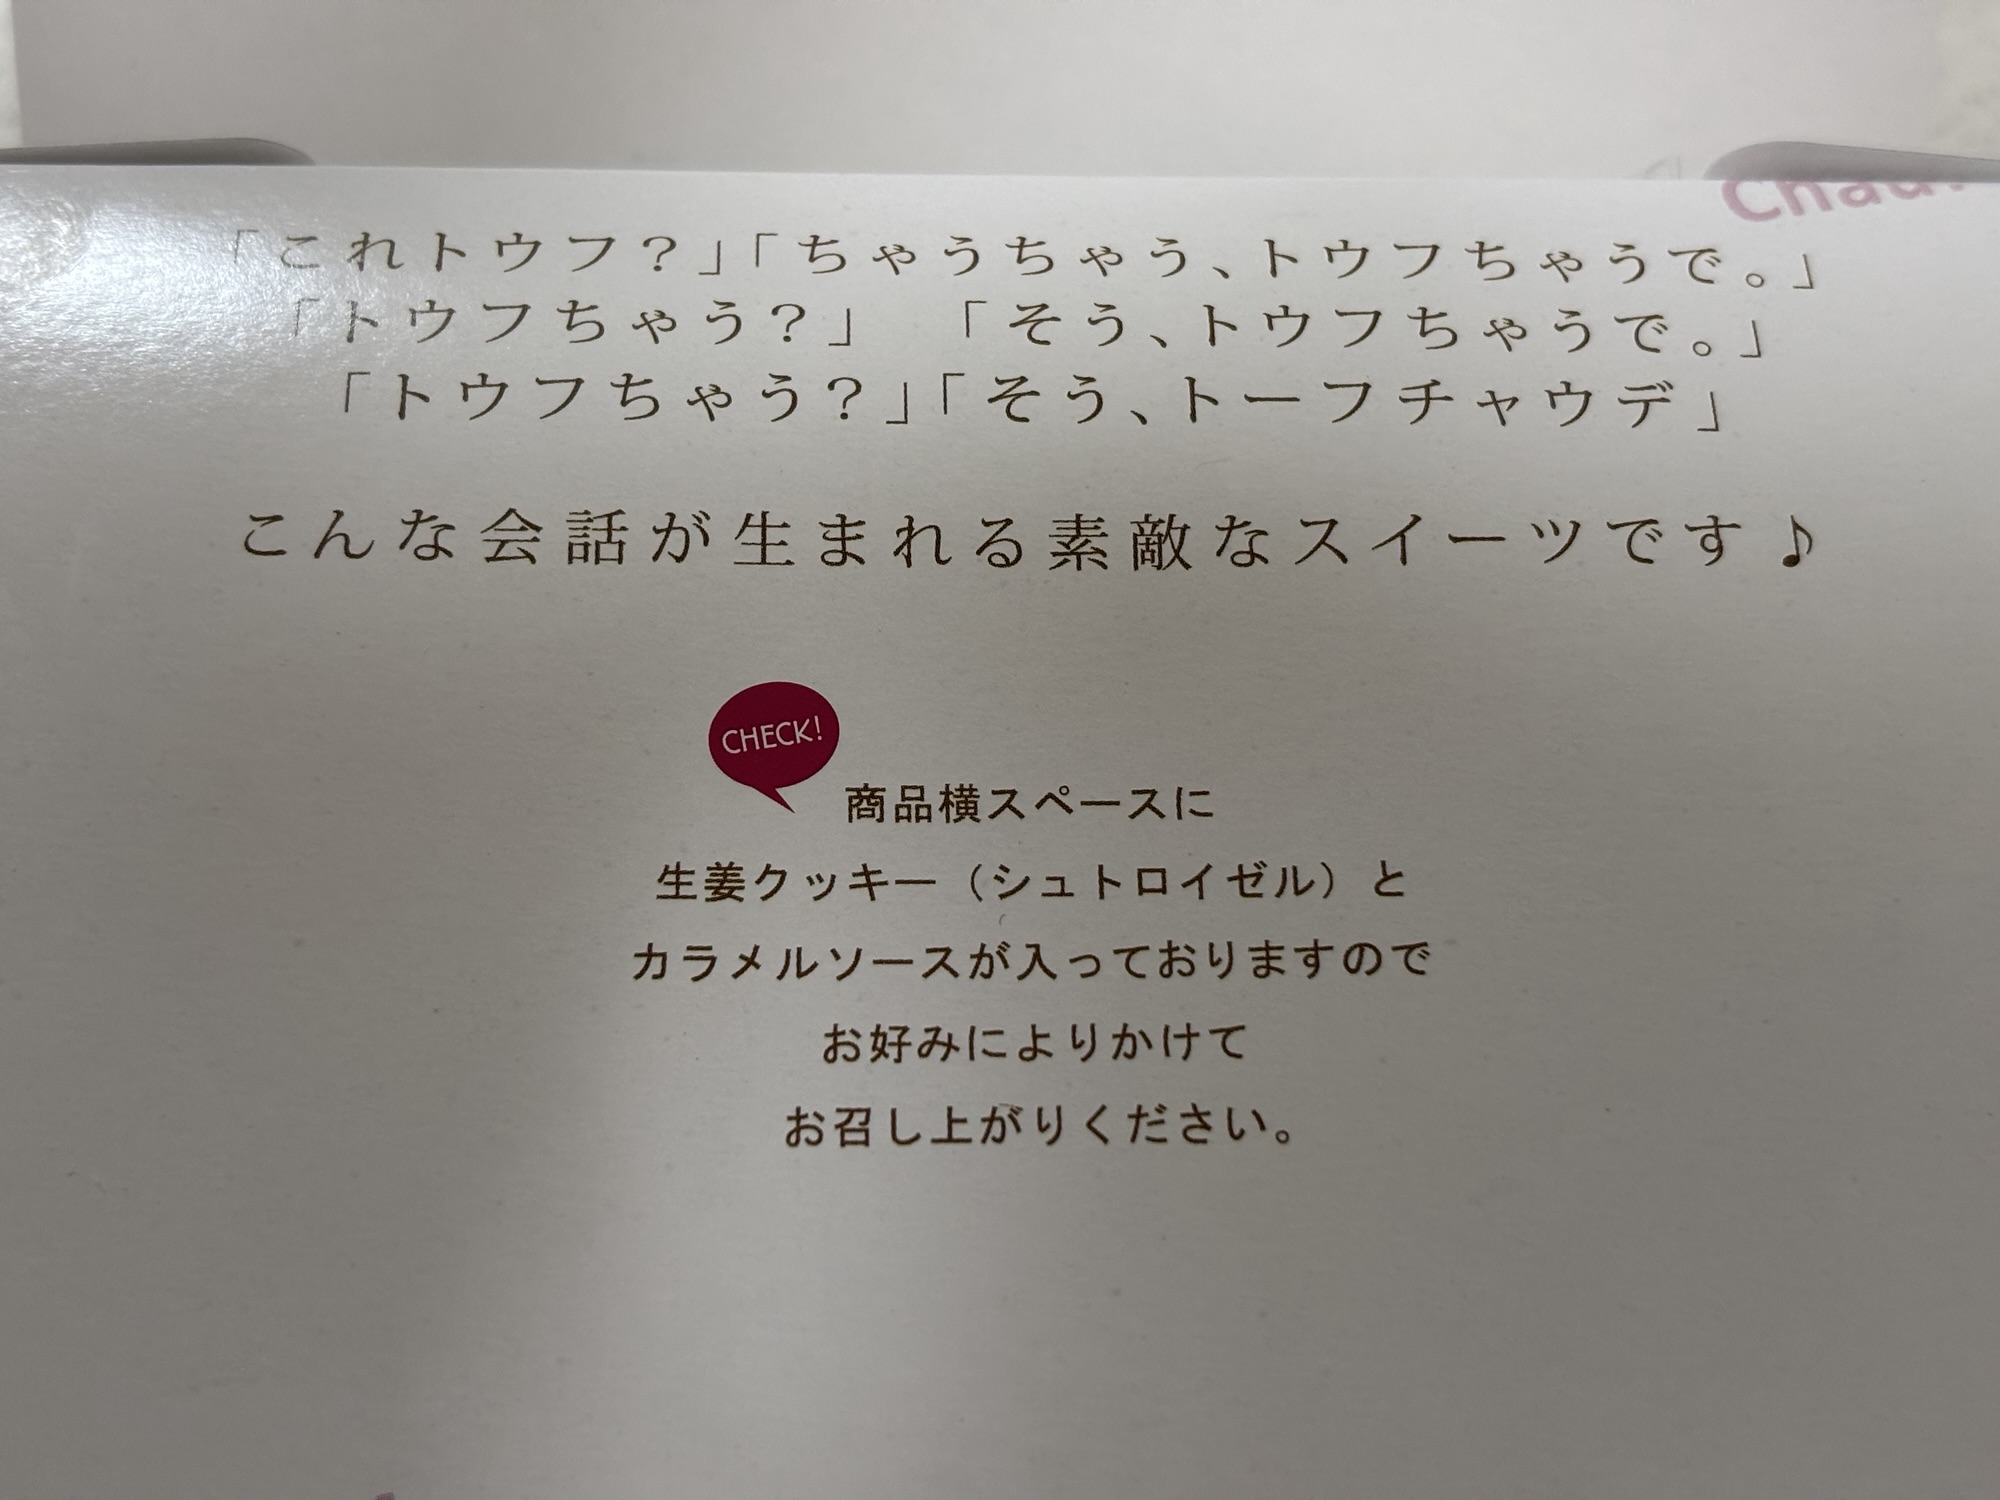 Chau
「これトウフ？」「ちゃうちゃう、トウフちゃうで。」
「トウフちゃう？」 「そう、トウフちゃうで。」
「トウフちゃう？」「そう、トーフチャウデ」
こんな会話が生まれる素敵なスイーツです♪
CHECK!
商品横スペースに
生姜クッキー（シュトロイゼル）と
カラメルソースが入っておりますので
お好みによりかけて
お召し上がりください。